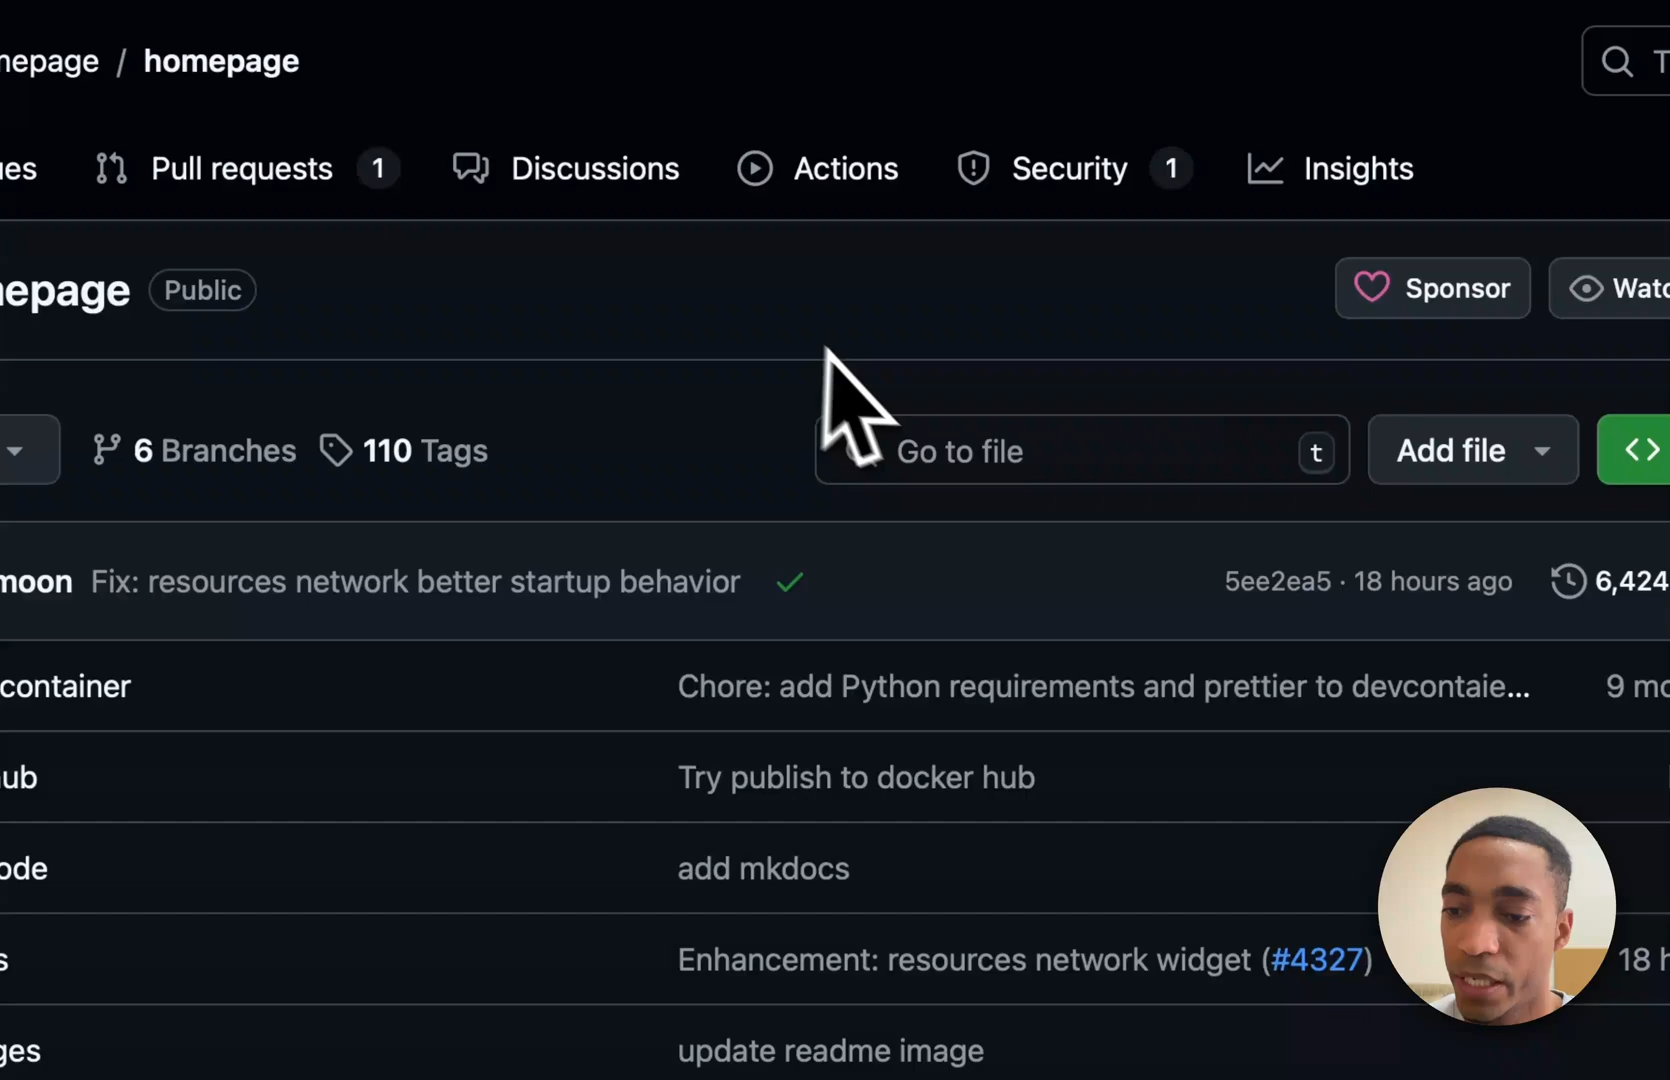 nepage / homepage
T
es Pull requests 1 Discussions Actions Security 1 Insights
epage Public Sponsor Watc
6 Branches 110 Tags Go to file t Add file
moon Fix: resources network better startup behavior 5ee2ea5 · 18 hours ago 6,424
container Chore: add Python requirements and prettier to devcontaie... 9 mo
ub Try publish to docker hub
ode add mkdocs
s Enhancement: resources network widget (#4327) 18 h
ges update readme image